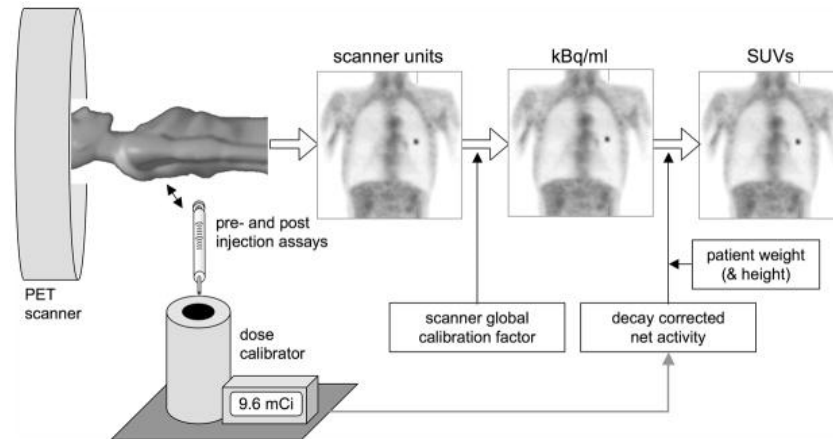 scanner units
kBq/ml
SUVs
pre- and post
injection assays
PET
scanner
dose
calibrator
9.6 mCi
scanner global
calibration factor
decay corrected
net activity
patient weight
(& height)